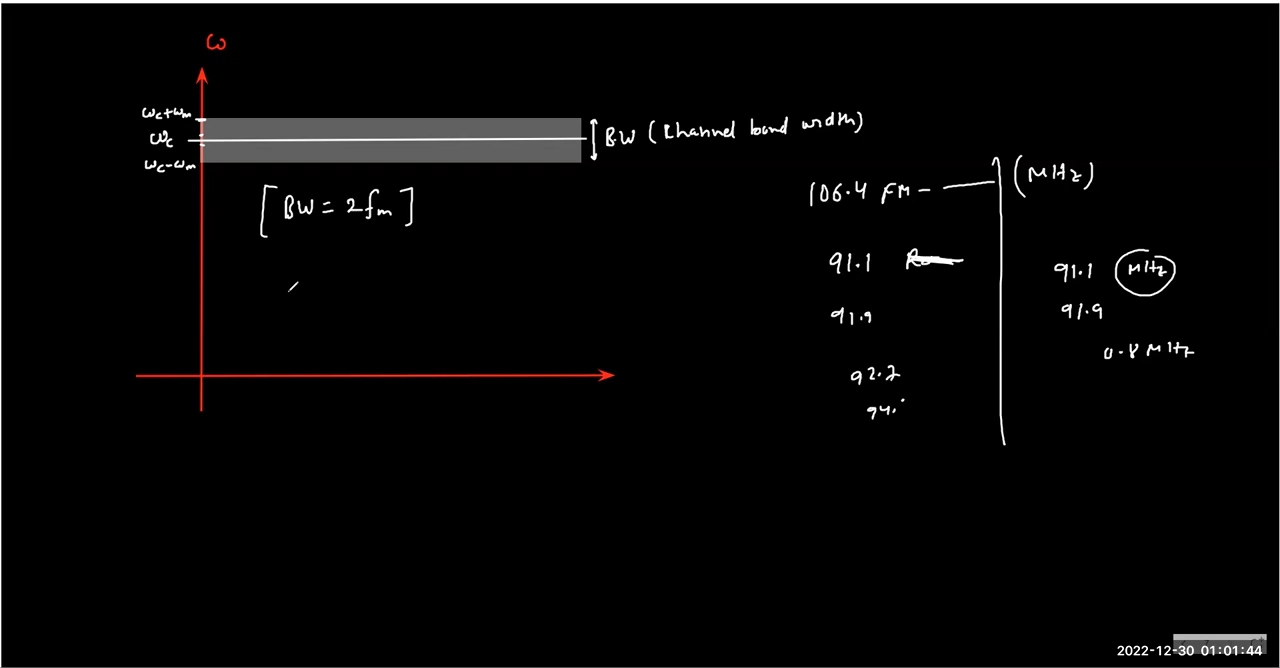 ω
ωc+ωm
ωc
ωc-ωm
BW (Channel band width)
[BW = 2fm]
106.4 FM -
(MHz)
91.1
91.1 MHz
91.9
91.9
0.8 MHz
92.7
94.
2022-12-30 01:01:44